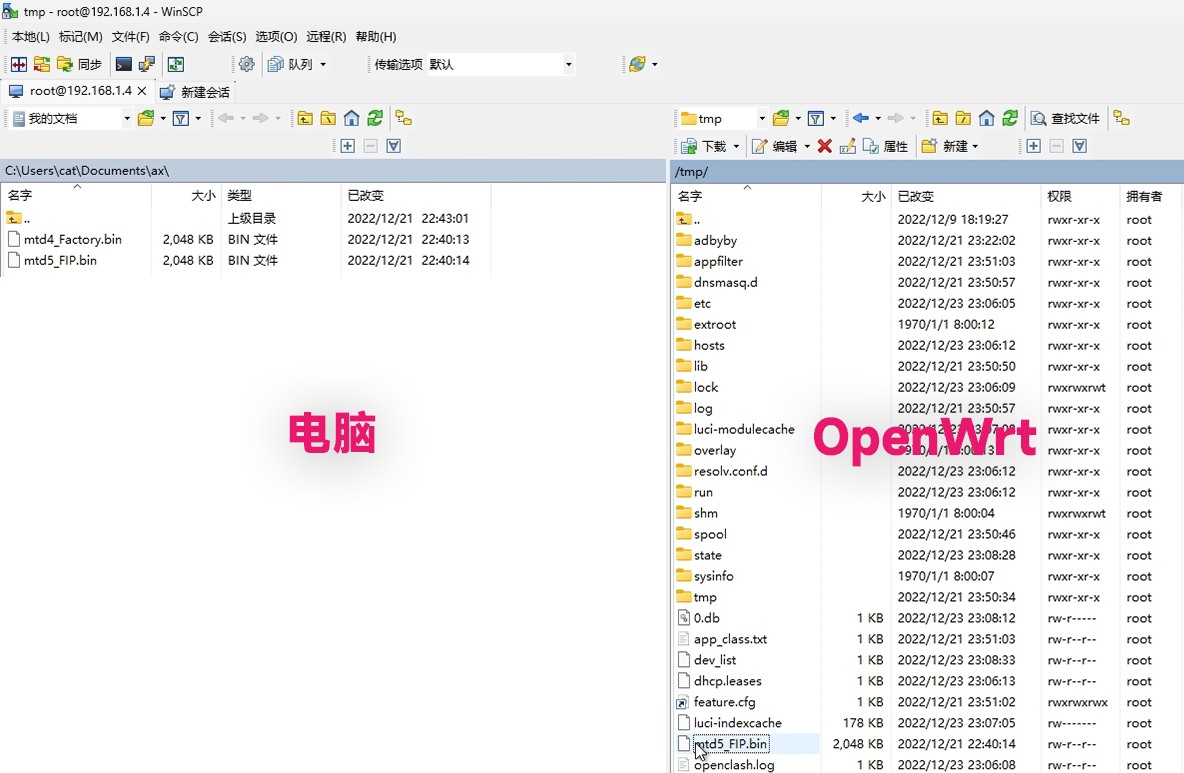 tmp - root@192.168.1.4 - WinSCP
本地(L) 标记(M) 文件(F) 命令(C) 会话(S) 选项(O) 远程(R) 帮助(H)
同步 队列 传输选项 默认
root@192.168.1.4 新建会话
我的文档
tmp 查找文件
下载 编辑 属性 新建
C:\Users\cat\Documents\ax\
名字 大小 类型 已改变
.. 上级目录 2022/12/21 22:43:01
mtd4_Factory.bin 2,048 KB BIN 文件 2022/12/21 22:40:13
mtd5_FIP.bin 2,048 KB BIN 文件 2022/12/21 22:40:14
电脑
/tmp/
名字 大小 已改变 权限 拥有者
.. 2022/12/9 18:19:27 rwxr-xr-x root
adbyby 2022/12/21 23:22:02 rwxr-xr-x root
appfilter 2022/12/21 23:51:03 rwxr-xr-x root
dnsmasq.d 2022/12/21 23:50:57 rwxr-xr-x root
etc 2022/12/23 23:06:05 rwxr-xr-x root
extroot 1970/1/1 8:00:12 rwxr-xr-x root
hosts 2022/12/23 23:06:12 rwxr-xr-x root
lib 2022/12/21 23:50:50 rwxr-xr-x root
lock 2022/12/23 23:06:09 rwxrwxrwt root
log 2022/12/21 23:50:57 rwxr-xr-x root
luci-modulecache rwxr-xr-x root
OpenWrt
overlay rwxr-xr-x root
resolv.conf.d 2022/12/23 23:06:12 rwxr-xr-x root
run 2022/12/23 23:06:12 rwxr-xr-x root
shm 1970/1/1 8:00:04 rwxrwxrwt root
spool 2022/12/21 23:50:46 rwxr-xr-x root
state 2022/12/23 23:08:28 rwxr-xr-x root
sysinfo 1970/1/1 8:00:07 rwxr-xr-x root
tmp 2022/12/21 23:50:34 rwxr-xr-x root
0.db 1 KB 2022/12/23 23:08:12 rw-r----- root
app_class.txt 1 KB 2022/12/21 23:51:03 rw-r--r-- root
dev_list 1 KB 2022/12/23 23:08:33 rw-r--r-- root
dhcp.leases 1 KB 2022/12/23 23:06:13 rw-r--r-- root
feature.cfg 1 KB 2022/12/21 23:51:02 rwxrwxrwx root
luci-indexcache 178 KB 2022/12/23 23:07:05 rw------- root
mtd5_FIP.bin 2,048 KB 2022/12/21 22:40:14 rw-r--r-- root
openclash.log 1 KB 2022/12/23 23:06:08 rw-r--r-- root